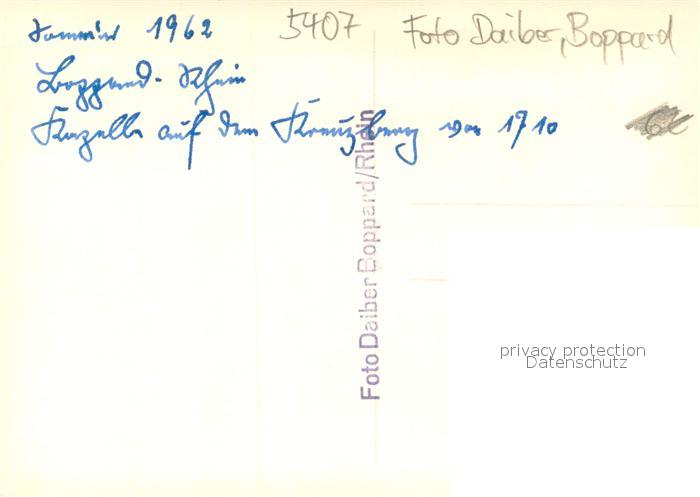 Sommer 1962
5407
Foto Daiber, Boppard
Boppard-Rhein
Kapelle auf dem Kreuzberg von 1710
Foto Daiber Boppard/Rhein
privacy protection
Datenschutz